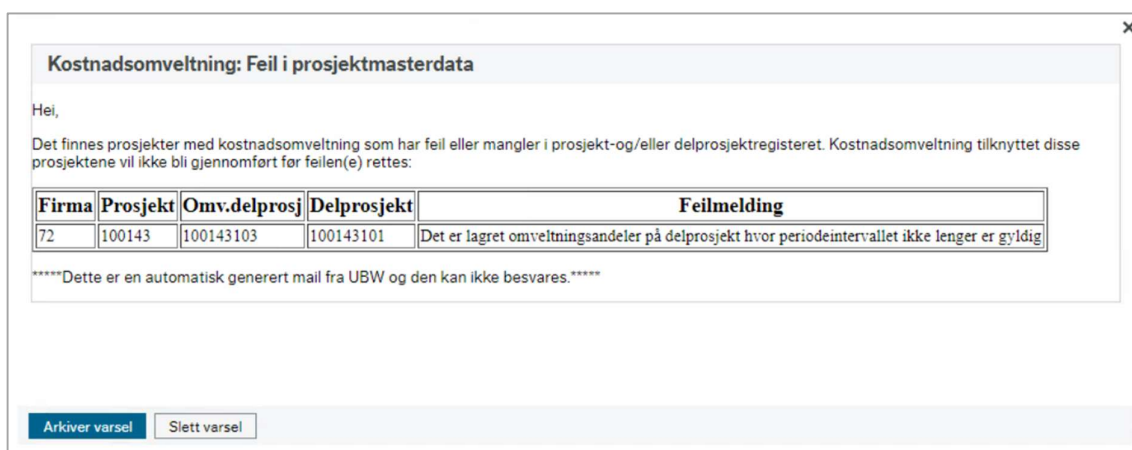 ×
Kostnadsomveltning: Feil i prosjektmasterdata
Hei,
Det finnes prosjekter med kostnadsomveltning som har feil eller mangler i prosjekt-og/eller delprosjektregisteret. Kostnadsomveltning tilknyttet disse
prosjektene vil ikke bli gjennomført før feilen(e) rettes:
Firma Prosjekt Omv.delprosj Delprosjekt Feilmelding
72 100143 100143103 100143101 Det er lagret omveltningsandeler på delprosjekt hvor periodeintervallet ikke lenger er gyldig
*****Dette er en automatisk generert mail fra UBW og den kan ikke besvares.*****
Arkiver varsel Slett varsel